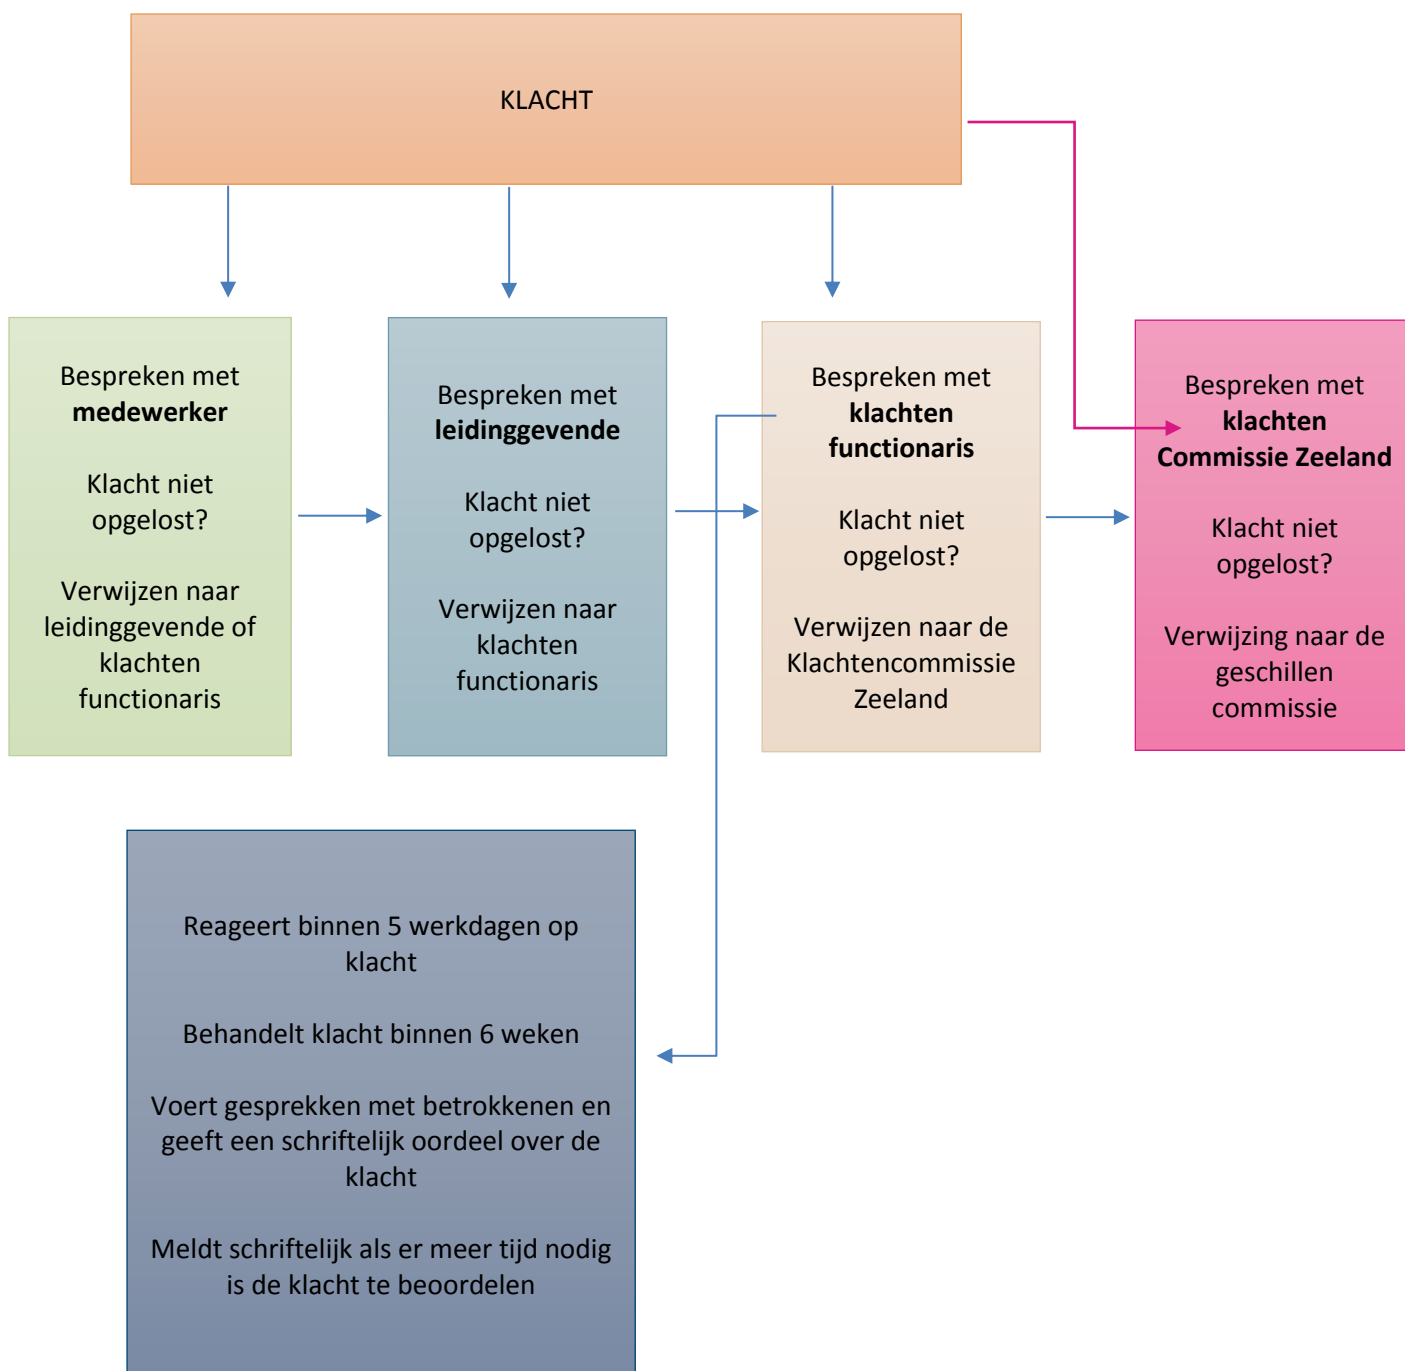 KLACHT
Bespreken met
medewerker
Klacht niet
opgelost?
Verwijzen naar
leidinggevende of
klachten
functionaris
Bespreken met
leidinggevende
Klacht niet
opgelost?
Verwijzen naar
klachten
functionaris
Bespreken met
klachten
functionaris
Klacht niet
opgelost?
Verwijzen naar de
Klachtencommissie
Zeeland
Bespreken met
klachten
Commissie Zeeland
Klacht niet
opgelost?
Verwijzing naar de
geschillen
commissie
Reageert binnen 5 werkdagen op
klacht
Behandelt klacht binnen 6 weken
Voert gesprekken met betrokkenen en
geeft een schriftelijk oordeel over de
klacht
Meldt schriftelijk als er meer tijd nodig
is de klacht te beoordelen